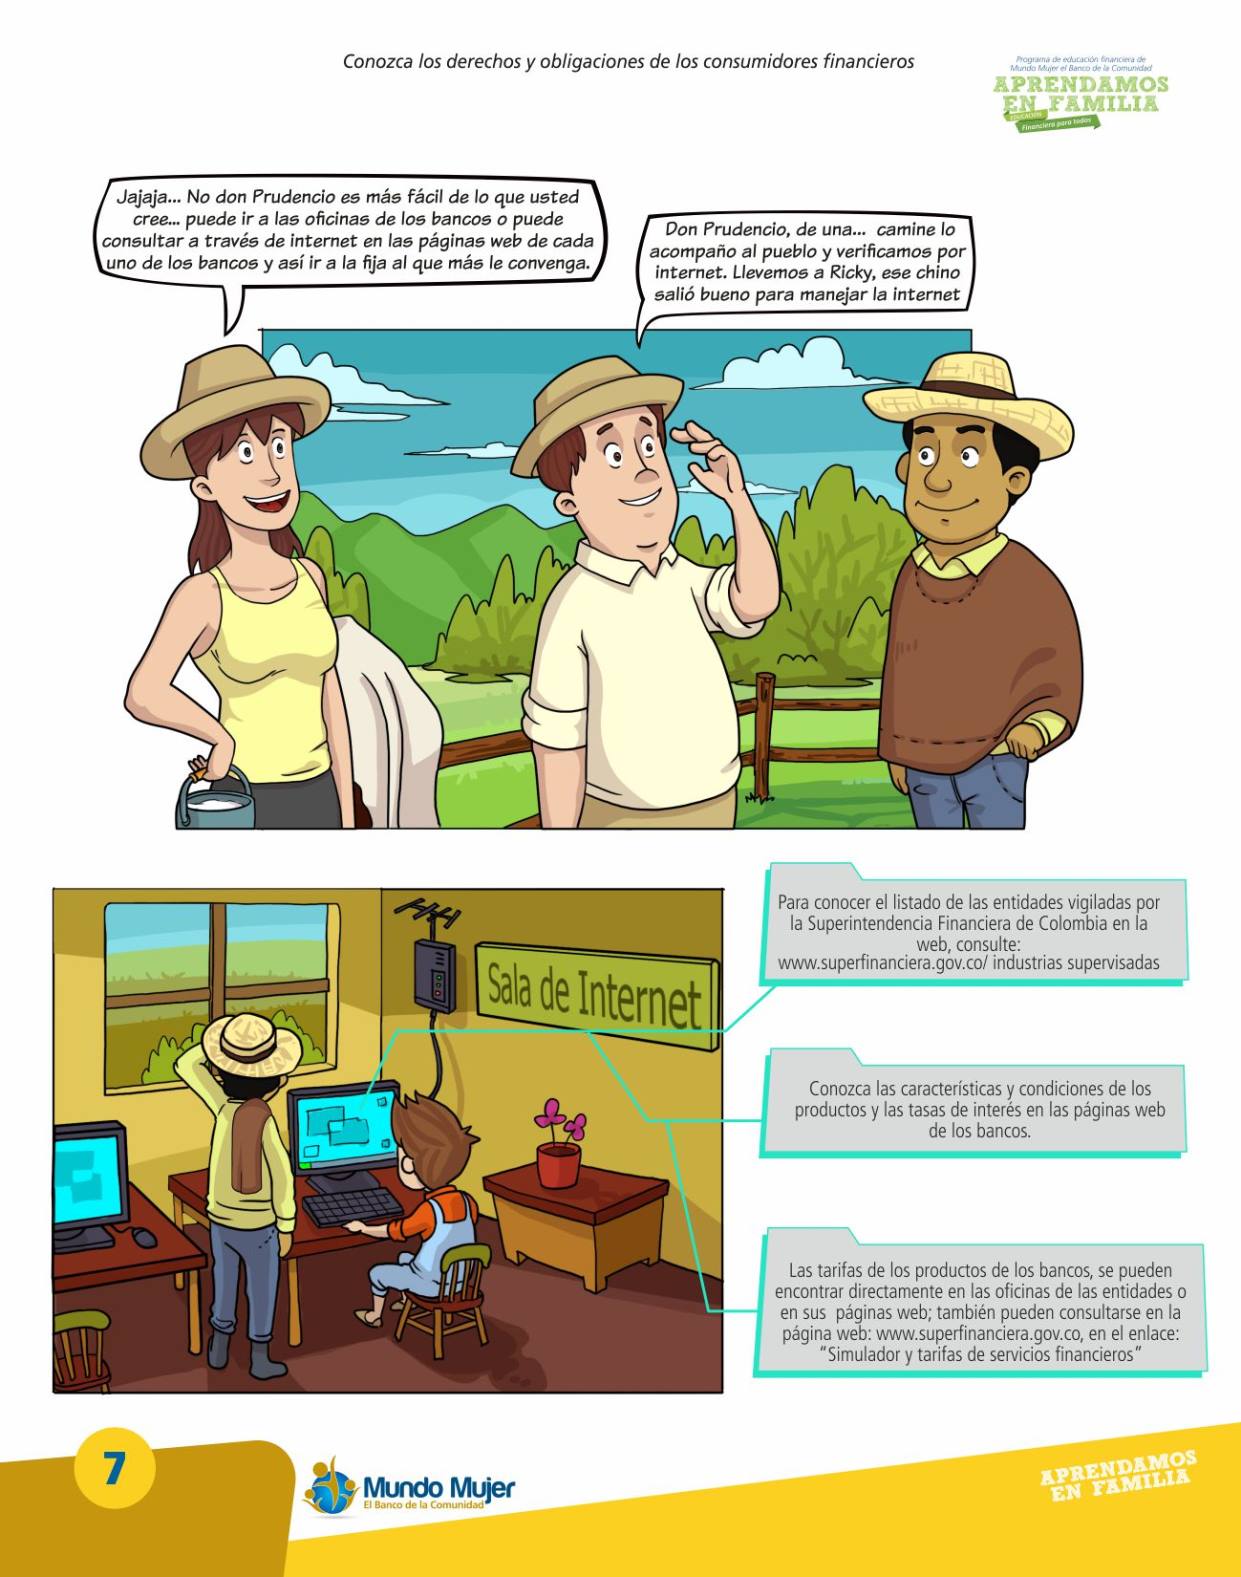 Conozca los derechos y obligaciones de los consumidores financieros
Programa de educación financiera de
Mundo Mujer el Banco de la Comunidad
APRENDAMOS
EN FAMILIA
EDUCACIÓN
Financiera para todos
Jajaja... No don Prudencio es más fácil de lo que usted
cree... puede ir a las oficinas de los bancos o puede
consultar a través de internet en las páginas web de cada
uno de los bancos y así ir a la fija al que más le convenga.
Don Prudencio, de una... camine lo
acompaño al pueblo y verificamos por
internet. Llevemos a Ricky, ese chino
salió bueno para manejar la internet
Sala de Internet
Para conocer el listado de las entidades vigiladas por
la Superintendencia Financiera de Colombia en la
web, consulte:
www.superfinanciera.gov.co/ industrias supervisadas
Conozca las características y condiciones de los
productos y las tasas de interés en las páginas web
de los bancos.
Las tarifas de los productos de los bancos, se pueden
encontrar directamente en las oficinas de las entidades o
en sus páginas web; también pueden consultarse en la
página web: www.superfinanciera.gov.co, en el enlace:
“Simulador y tarifas de servicios financieros”
7
Mundo Mujer
El Banco de la Comunidad
APRENDAMOS
EN FAMILIA